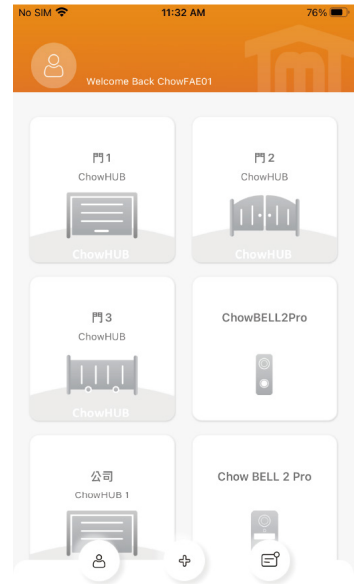 No SIM 11:32 AM 76%
Welcome Back ChowFAE01
門1
ChowHUB
ChowHUB
門2
ChowHUB
ChowHUB
門3
ChowHUB
ChowHUB
ChowBELL2Pro
公司
ChowHUB 1
Chow BELL 2 Pro